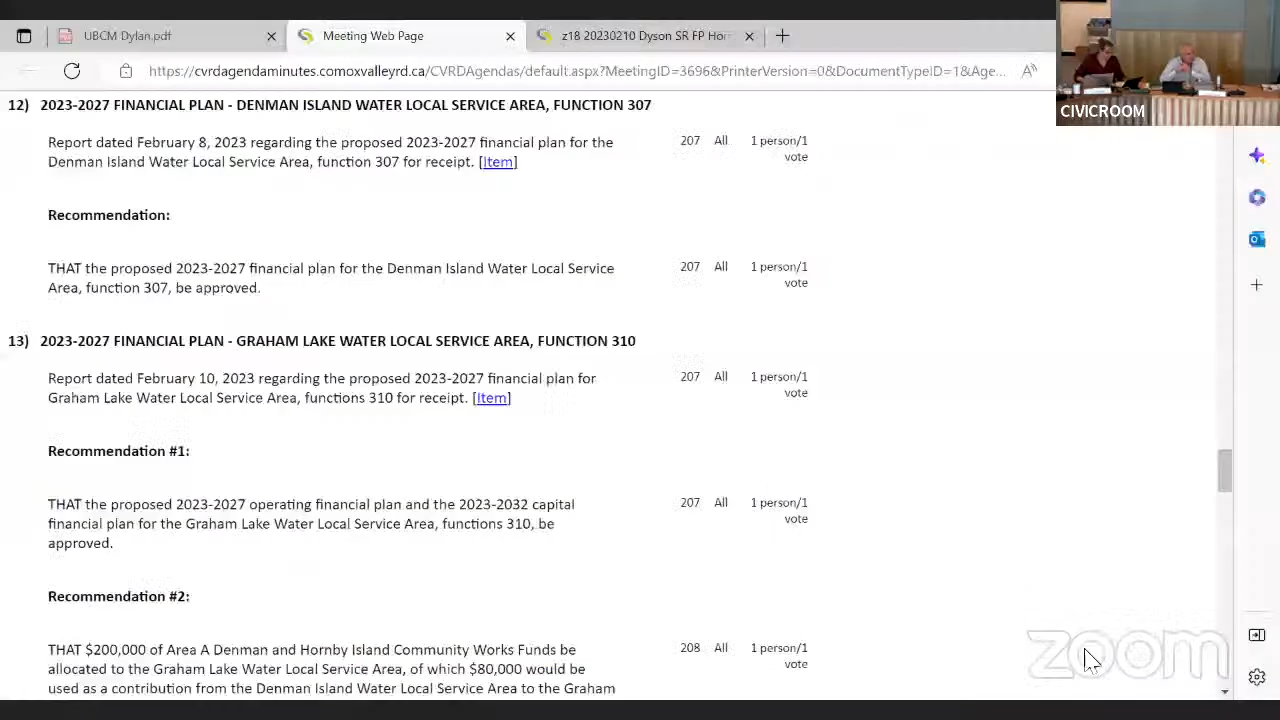 UBCM Dylan.pdf
Meeting Web Page
z18 20230210 Dyson SR FP Hor
https://cvrdagendaminutes.comoxvalleyrd.ca/CVRDAgendas/default.aspx?MeetingID=3696&PrinterVersion=0&DocumentTypeID=1&Age...
CIVICROOM
12) 2023-2027 FINANCIAL PLAN - DENMAN ISLAND WATER LOCAL SERVICE AREA, FUNCTION 307
Report dated February 8, 2023 regarding the proposed 2023-2027 financial plan for the 207 All 1 person/1
Denman Island Water Local Service Area, function 307 for receipt. [Item] vote
Recommendation:
THAT the proposed 2023-2027 financial plan for the Denman Island Water Local Service 207 All 1 person/1
Area, function 307, be approved. vote
13) 2023-2027 FINANCIAL PLAN - GRAHAM LAKE WATER LOCAL SERVICE AREA, FUNCTION 310
Report dated February 10, 2023 regarding the proposed 2023-2027 financial plan for 207 All 1 person/1
Graham Lake Water Local Service Area, functions 310 for receipt. [Item] vote
Recommendation #1:
THAT the proposed 2023-2027 operating financial plan and the 2023-2032 capital 207 All 1 person/1
financial plan for the Graham Lake Water Local Service Area, functions 310, be vote
approved.
Recommendation #2:
THAT $200,000 of Area A Denman and Hornby Island Community Works Funds be 208 All 1 person/1
allocated to the Graham Lake Water Local Service Area, of which $80,000 would be vote
used as a contribution from the Denman Island Water Local Service Area to the Graham
zoom